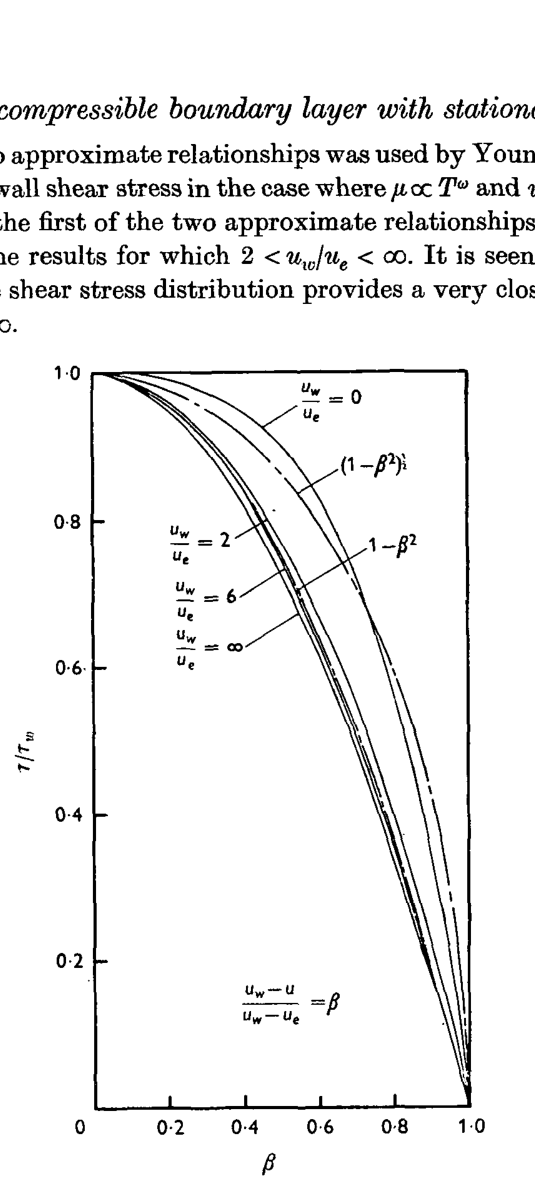 compressible boundary layer with station
o approximate relationships was used by Youn
wall shear stress in the case where μ ∝ T^ω and
the first of the two approximate relationships
e results for which 2 < u_w/u_e < ∞. It is seen
shear stress distribution provides a very clos
1·0
u_w/u_e = 0
(1−β²)^½
0·8
u_w/u_e = 2
1−β²
u_w/u_e = 6
u_w/u_e = ∞
0·6
τ/τ_w
0·4
0·2
(u_w−u)/(u_w−u_e) = β
0 0·2 0·4 0·6 0·8 1·0
β